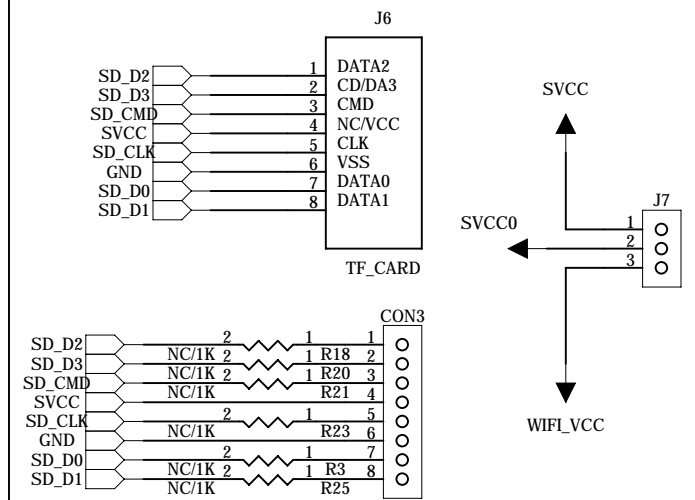 J6
SD_D2 1 DATA2
SD_D3 2 CD/DA3
SD_CMD 3 CMD
SVCC 4 NC/VCC
SD_CLK 5 CLK
GND 6 VSS
SD_D0 7 DATA0
SD_D1 8 DATA1
TF_CARD
SVCC
J7
1
SVCC0 2
3
WIFI_VCC
CON3
SD_D2 2 1 1
NC/1K R18
SD_D3 2 1 2
NC/1K R20
SD_CMD 2 1 3
NC/1K R21
SVCC 4
SD_CLK 2 1 5
NC/1K R23
GND 6
SD_D0 2 1 7
NC/1K R3
SD_D1 2 1 8
NC/1K R25